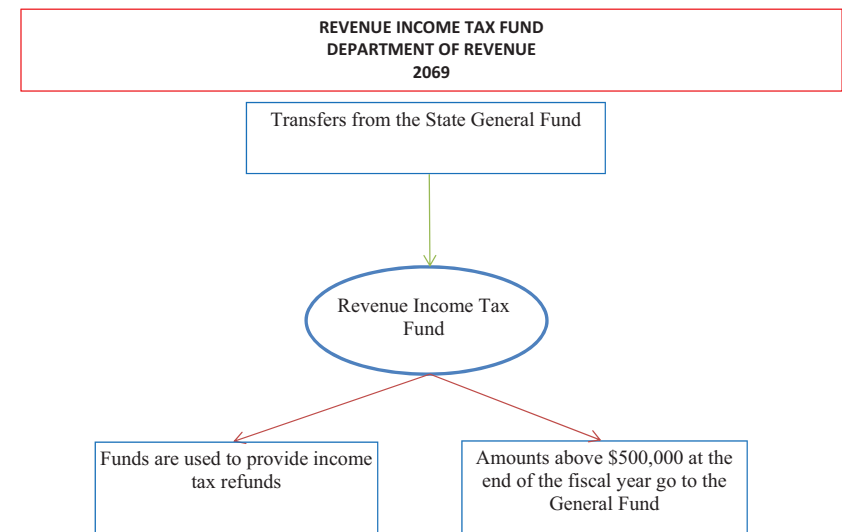 REVENUE INCOME TAX FUND
DEPARTMENT OF REVENUE
2069
Transfers from the State General Fund
Revenue Income Tax
Fund
Funds are used to provide income
tax refunds
Amounts above $500,000 at the
end of the fiscal year go to the
General Fund